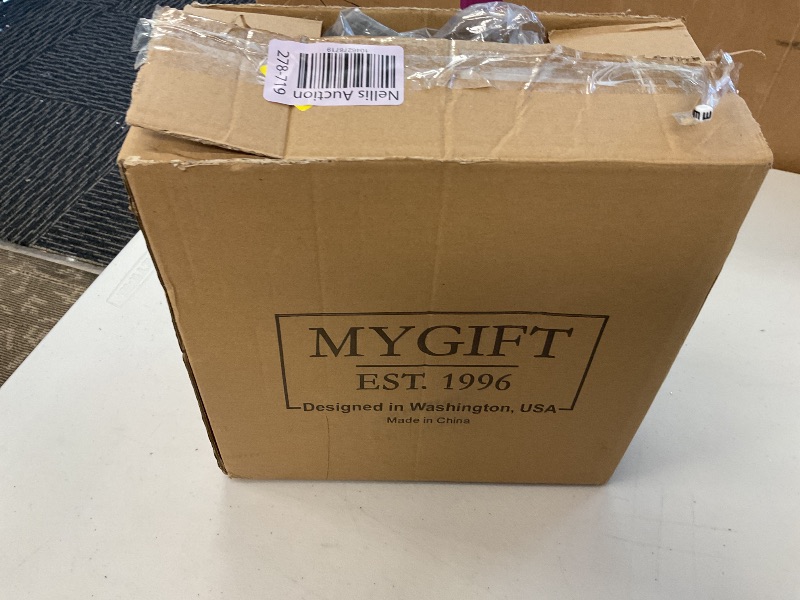 278-719
Nellis Auction
MYGIFT
EST. 1996
Designed in Washington, USA
Made in China